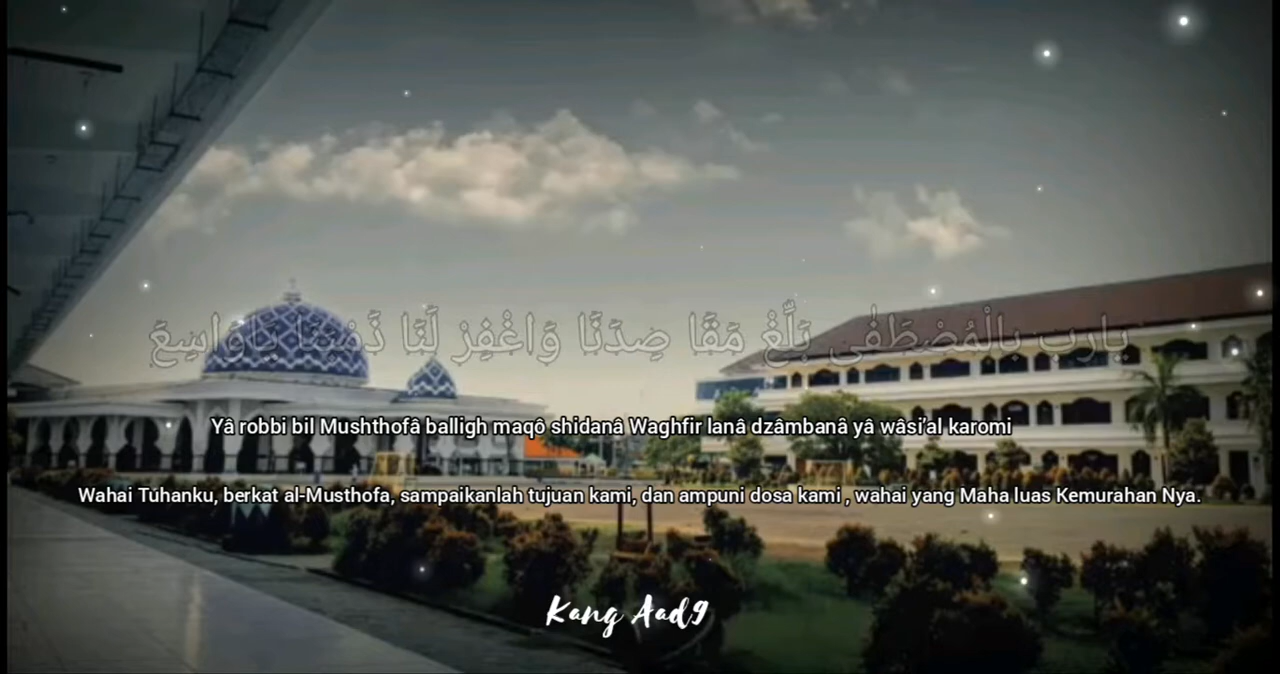 يَارَبِّ بِالْمُصْطَفٰى بَلِّغْ مَقَا صِدَنَا وَاغْفِرْ لَنَا ذَمْبَنَا يَاوَاسِعَ
Yâ robbi bil Mushthofâ balligh maqô shidanâ Waghfir lanâ dzâmbanâ yâ wâsi'al karomi
Wahai Tuhanku, berkat al-Musthofa, sampaikanlah tujuan kami, dan ampuni dosa kami , wahai yang Maha luas Kemurahan Nya.
Kang Aad9